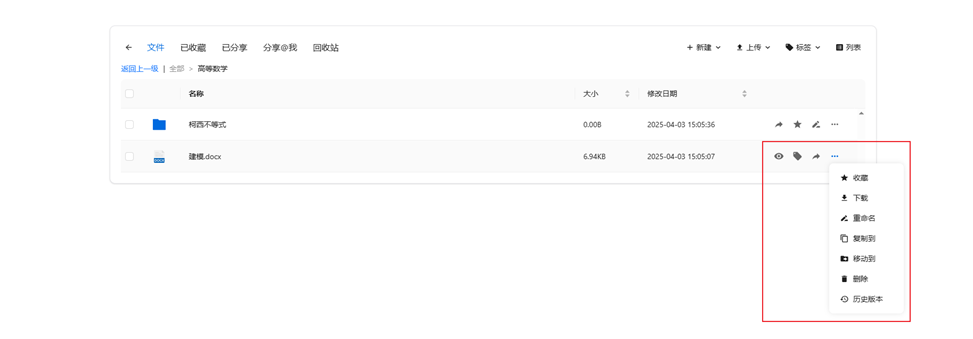 文件 已收藏 已分享 分享@我 回收站 新建 上传 标签 列表
返回上一级 | 全部 > 高等数学
名称 大小 修改日期
柯西不等式 0.00B 2025-04-03 15:05:36
DOCX 建模.docx 6.94KB 2025-04-03 15:05:07
收藏
下载
重命名
复制到
移动到
删除
历史版本